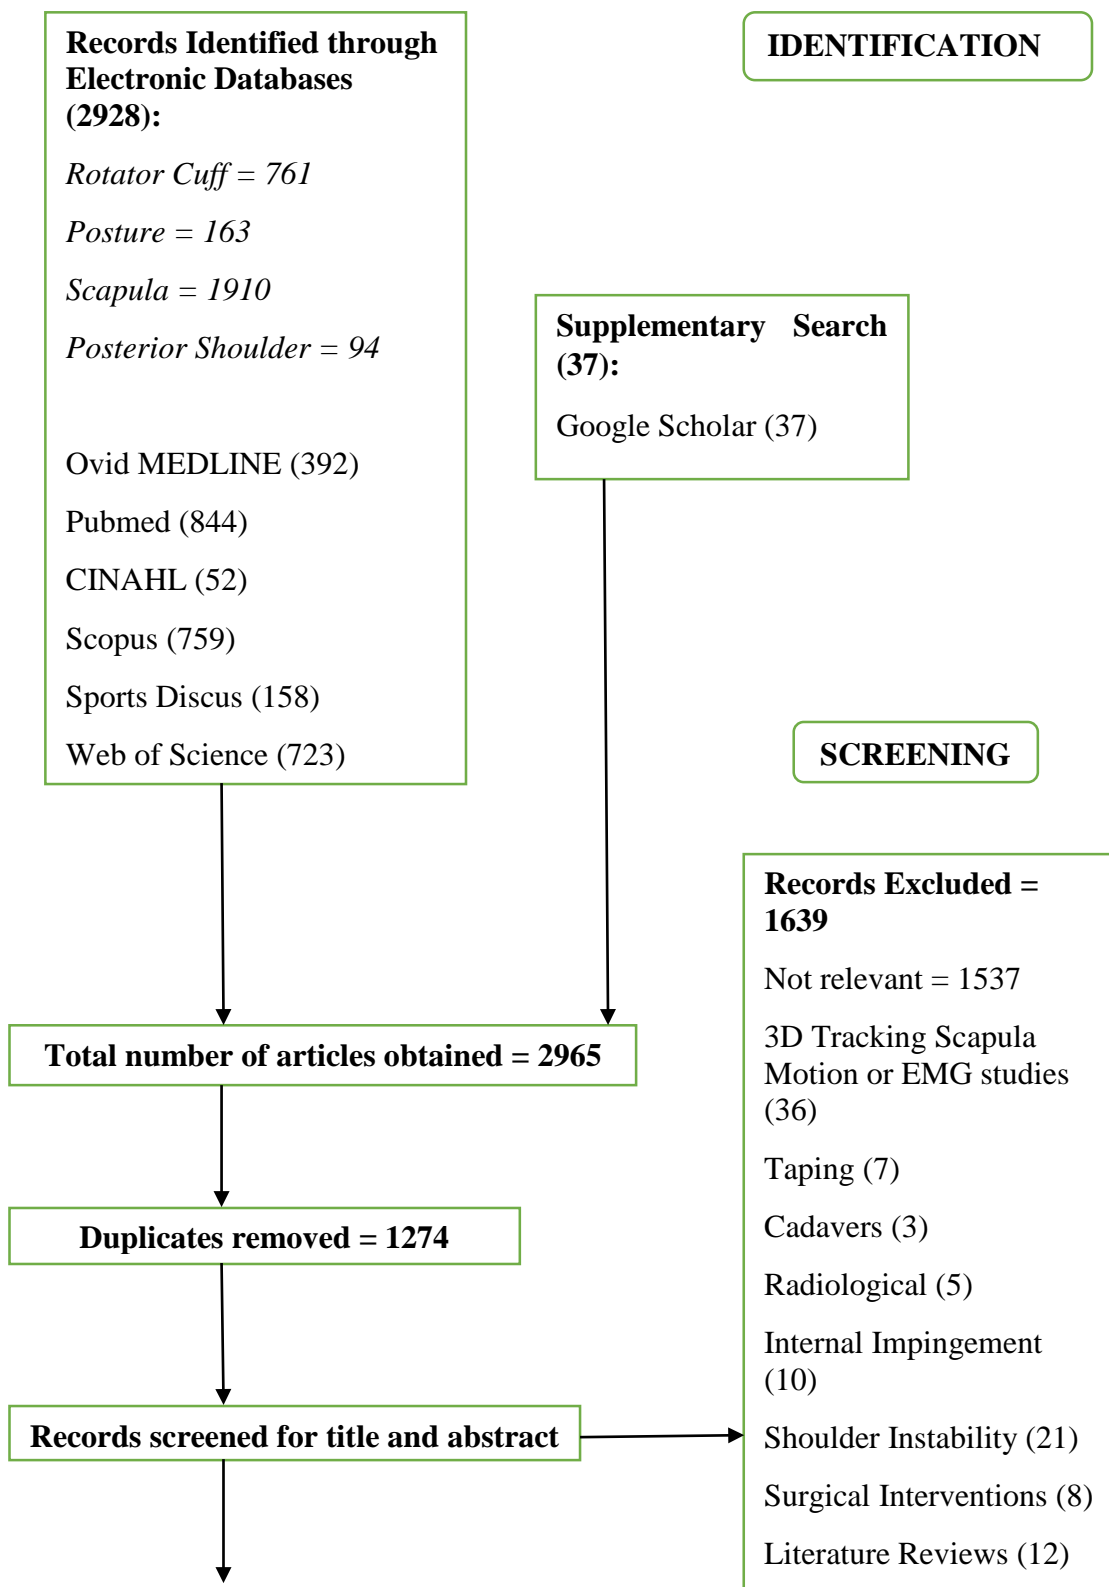 Records Identified through
Electronic Databases
(2928):
Rotator Cuff = 761
Posture = 163
Scapula = 1910
Posterior Shoulder = 94
Ovid MEDLINE (392)
Pubmed (844)
CINAHL (52)
Scopus (759)
Sports Discus (158)
Web of Science (723)
IDENTIFICATION
Supplementary Search
(37):
Google Scholar (37)
SCREENING
Total number of articles obtained = 2965
Duplicates removed = 1274
Records screened for title and abstract
Records Excluded =
1639
Not relevant = 1537
3D Tracking Scapula
Motion or EMG studies
(36)
Taping (7)
Cadavers (3)
Radiological (5)
Internal Impingement
(10)
Shoulder Instability (21)
Surgical Interventions (8)
Literature Reviews (12)